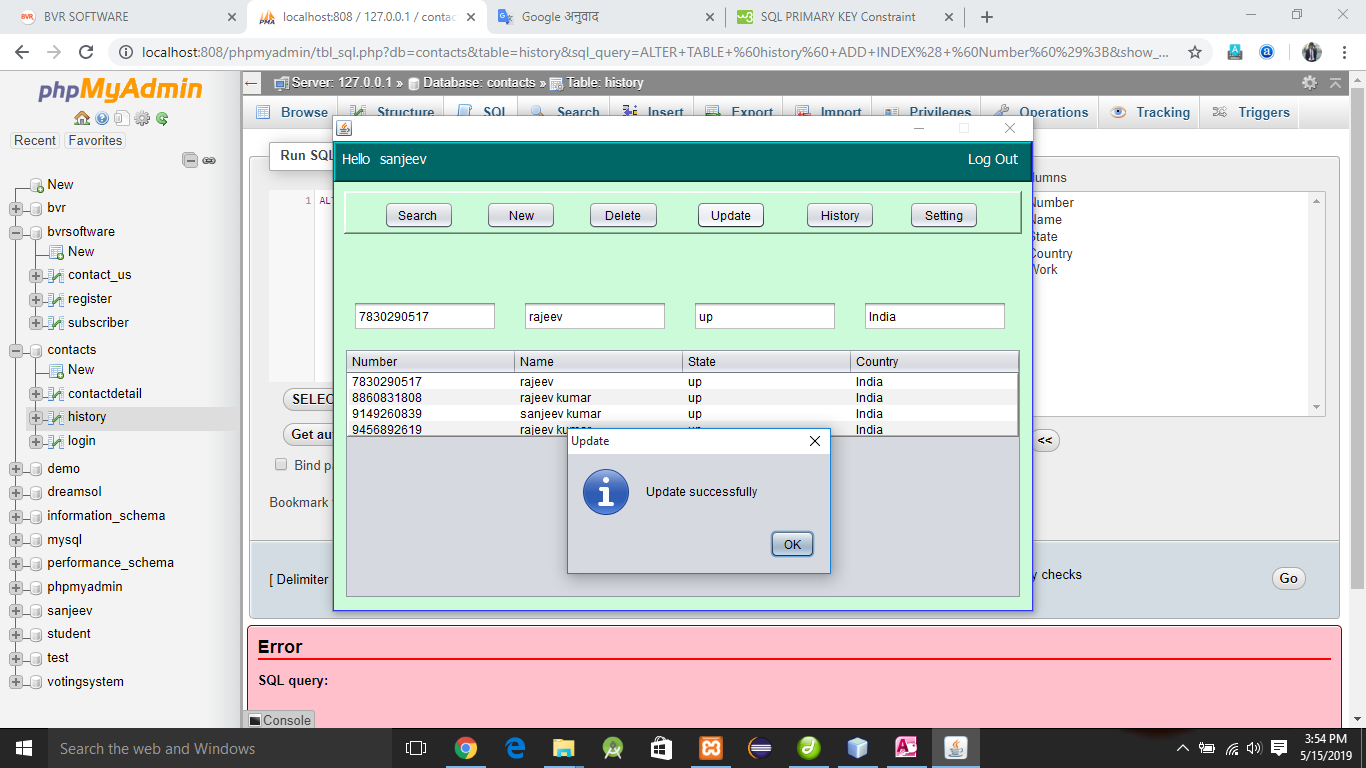 BVR SOFTWARE
localhost:808 / 127.0.0.1 / contac
Google अनुवाद
SQL PRIMARY KEY Constraint
localhost:808/phpmyadmin/tbl_sql.php?db=contacts&table=history&sql_query=ALTER+TABLE+%60history%60+ADD+INDEX%28+%60Number%60%29%3B&show_...
phpMyAdmin
Server: 127.0.0.1 » Database: contacts » Table: history
Browse Structure SQL Search Insert Export Import Privileges Operations Tracking Triggers
Recent Favorites
New
bvr
bvrsoftware
New
contact_us
register
subscriber
contacts
New
contactdetail
history
login
demo
dreamsol
information_schema
mysql
performance_schema
phpmyadmin
sanjeev
student
test
votingsystem
Run SQL
1 ALT
SELEC
Get aut
Bind pa
Bookmark
[ Delimiter
umns
Number
Name
State
Country
Work
<<
y checks
Go
Hello sanjeev Log Out
Search New Delete Update History Setting
7830290517 rajeev up India
Number Name State Country
7830290517 rajeev up India
8860831808 rajeev kumar up India
9149260839 sanjeev kumar up India
9456892619 rajeev kumar up India
Update
Update successfully
OK
Error
SQL query:
Console
Search the web and Windows
3:54 PM
5/15/2019